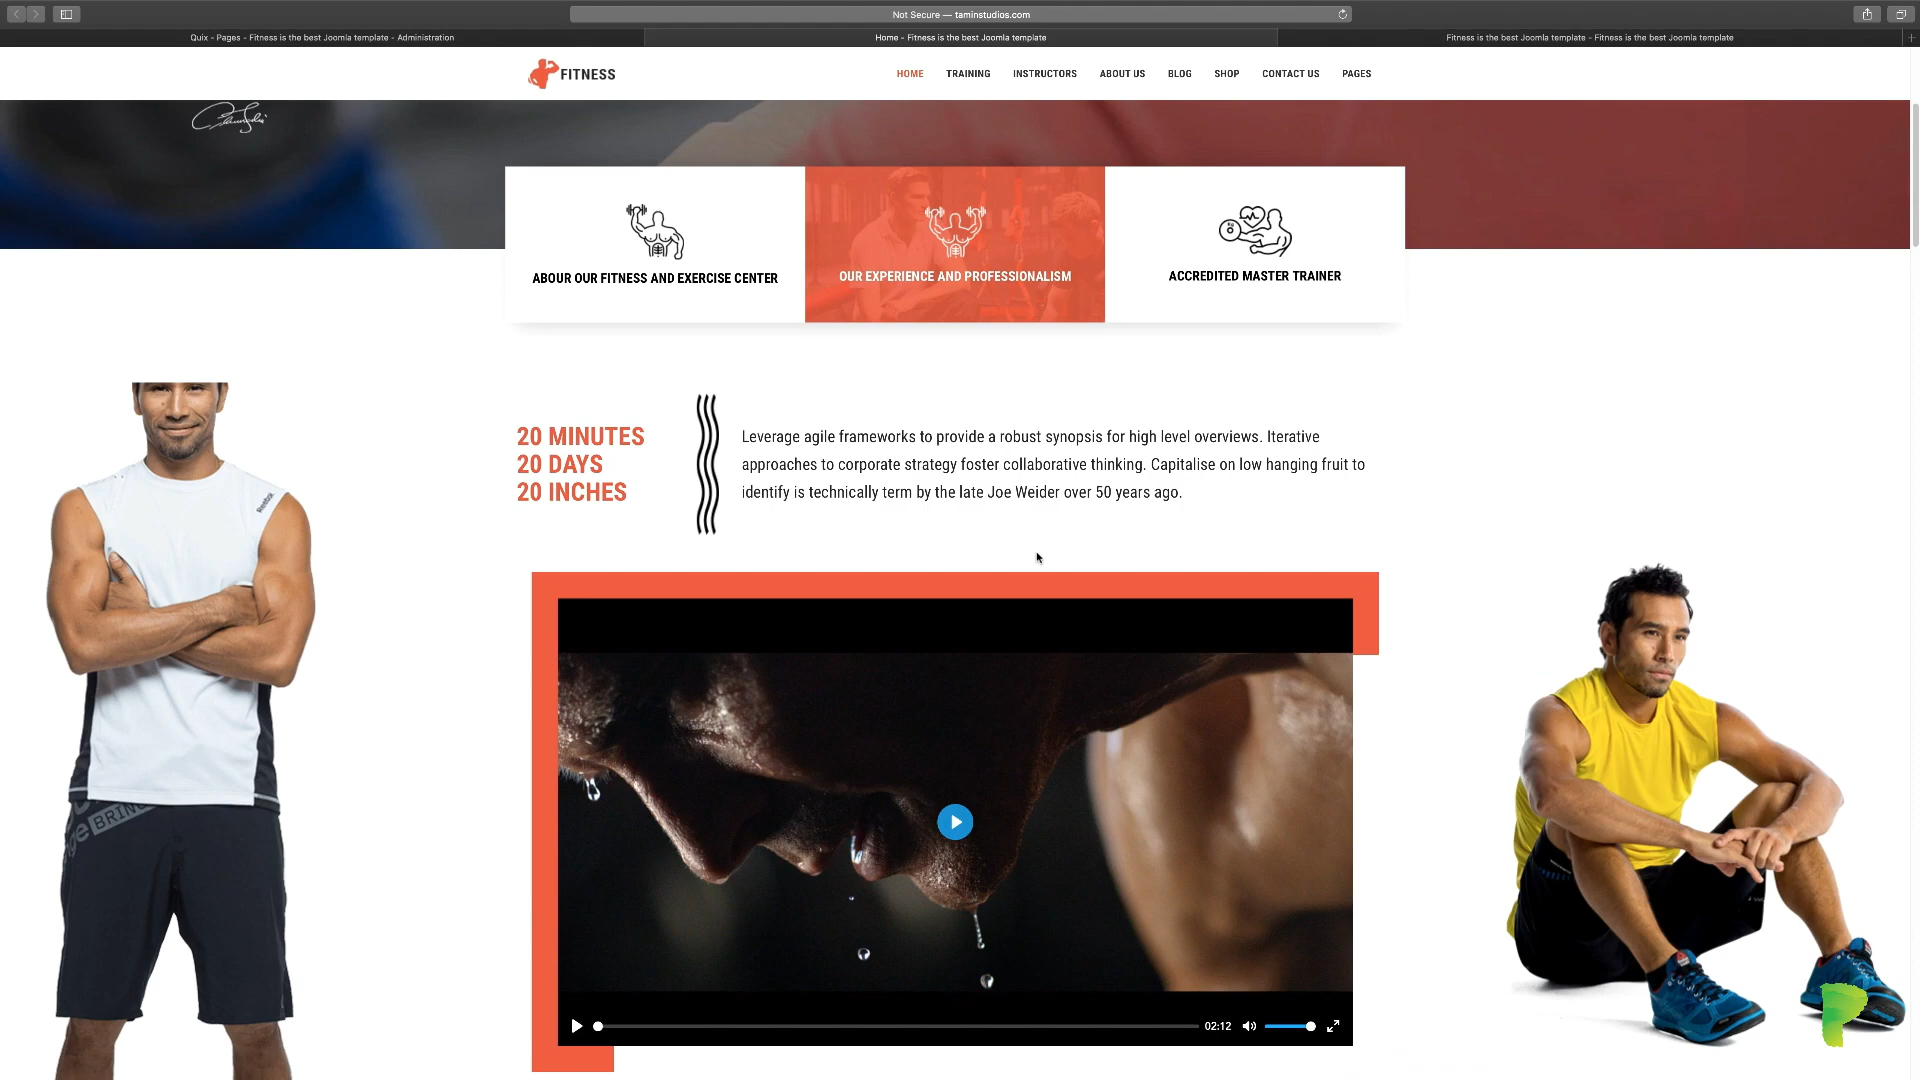 Not Secure — taminstudios.com
Quix - Pages - Fitness is the best Joomla template - Administration
Home - Fitness is the best Joomla template
Fitness is the best Joomla template - Fitness is the best Joomla template
FITNESS
HOME TRAINING INSTRUCTORS ABOUT US BLOG SHOP CONTACT US PAGES
ABOUR OUR FITNESS AND EXERCISE CENTER
OUR EXPERIENCE AND PROFESSIONALISM
ACCREDITED MASTER TRAINER
20 MINUTES
20 DAYS
20 INCHES
Leverage agile frameworks to provide a robust synopsis for high level overviews. Iterative
approaches to corporate strategy foster collaborative thinking. Capitalise on low hanging fruit to
identify is technically term by the late Joe Weider over 50 years ago.
Reebok
02:12